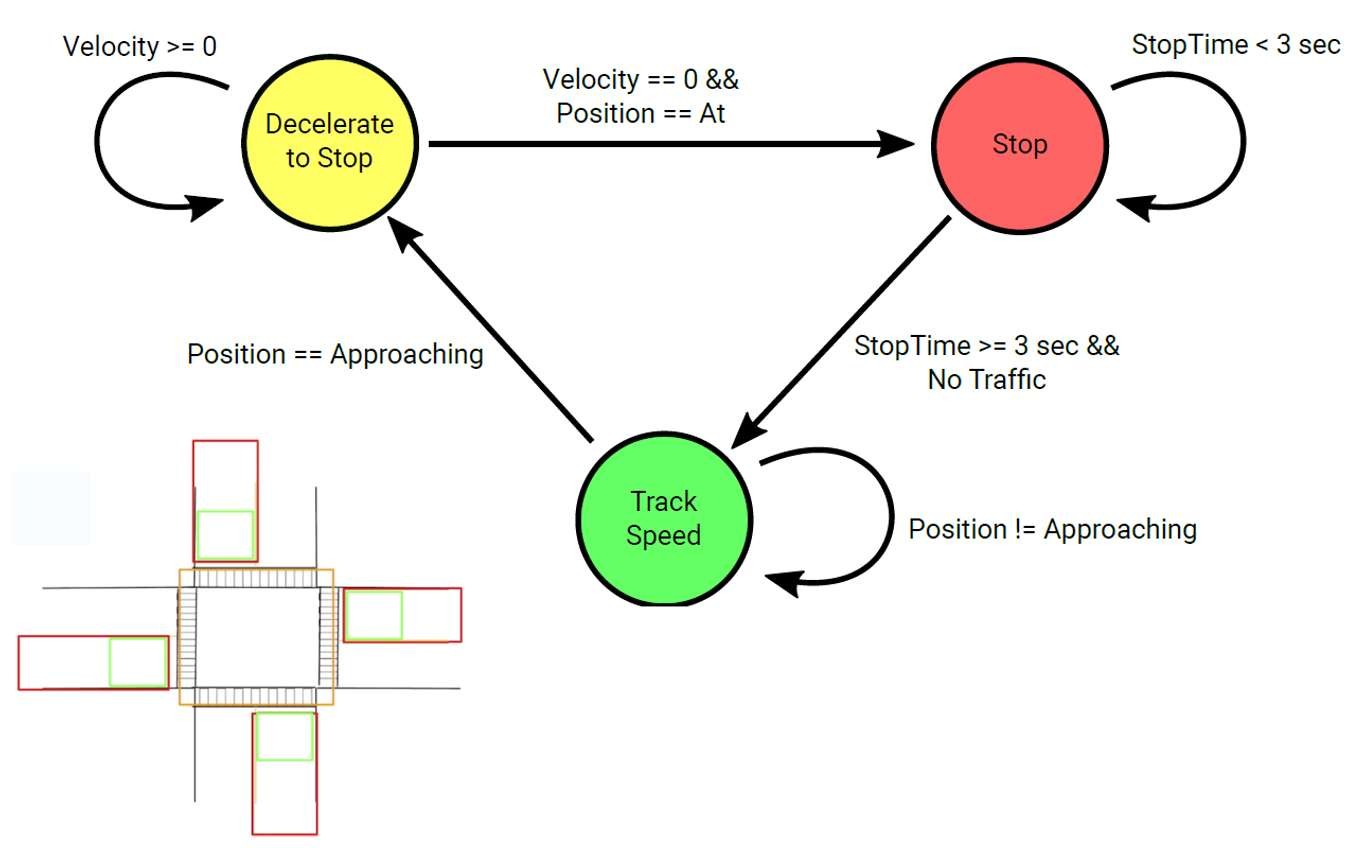 Velocity >= 0
StopTime < 3 sec
Velocity == 0 &&
Position == At
Decelerate
to Stop
Stop
Position == Approaching
StopTime >= 3 sec &&
No Traffic
Track
Speed
Position != Approaching